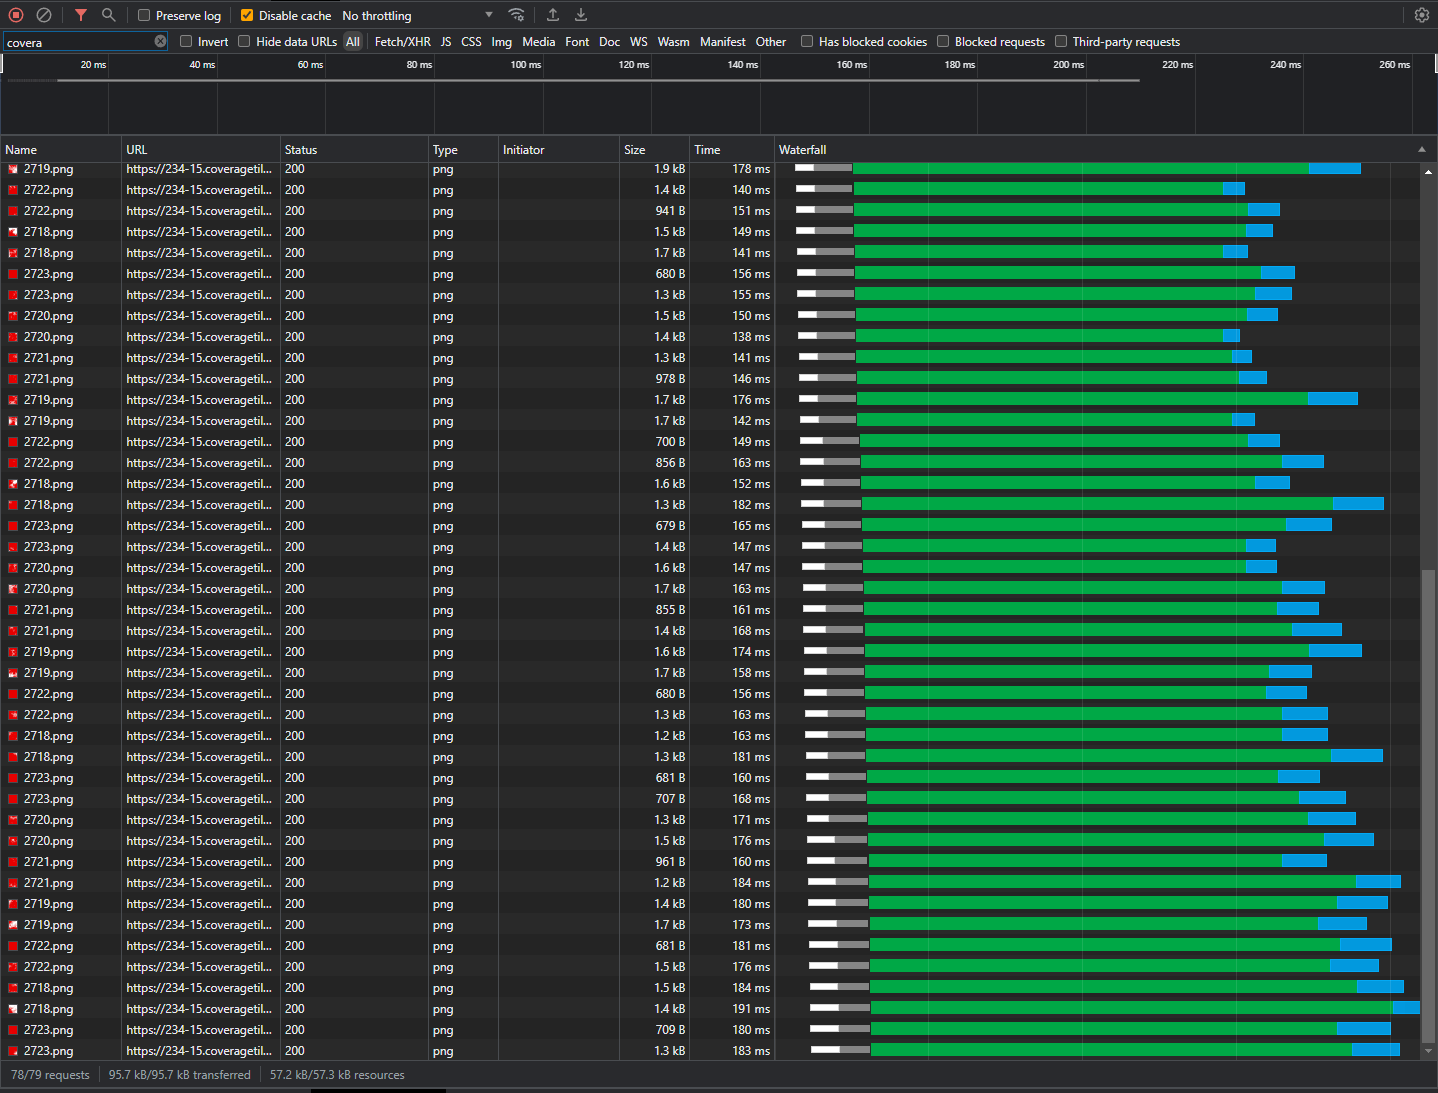 Preserve log Disable cache No throttling
covera Invert Hide data URLs All Fetch/XHR JS CSS Img Media Font Doc WS Wasm Manifest Other Has blocked cookies Blocked requests Third-party requests
20 ms 40 ms 60 ms 80 ms 100 ms 120 ms 140 ms 160 ms 180 ms 200 ms 220 ms 240 ms 260 ms
Name URL Status Type Initiator Size Time Waterfall
2719.png https://234-15.coveragetil... 200 png 1.9 kB 178 ms
2722.png https://234-15.coveragetil... 200 png 1.4 kB 140 ms
2722.png https://234-15.coveragetil... 200 png 941 B 151 ms
2718.png https://234-15.coveragetil... 200 png 1.5 kB 149 ms
2718.png https://234-15.coveragetil... 200 png 1.7 kB 141 ms
2723.png https://234-15.coveragetil... 200 png 680 B 156 ms
2723.png https://234-15.coveragetil... 200 png 1.3 kB 155 ms
2720.png https://234-15.coveragetil... 200 png 1.5 kB 150 ms
2720.png https://234-15.coveragetil... 200 png 1.4 kB 138 ms
2721.png https://234-15.coveragetil... 200 png 1.3 kB 141 ms
2721.png https://234-15.coveragetil... 200 png 978 B 146 ms
2719.png https://234-15.coveragetil... 200 png 1.7 kB 176 ms
2719.png https://234-15.coveragetil... 200 png 1.7 kB 142 ms
2722.png https://234-15.coveragetil... 200 png 700 B 149 ms
2722.png https://234-15.coveragetil... 200 png 856 B 163 ms
2718.png https://234-15.coveragetil... 200 png 1.6 kB 152 ms
2718.png https://234-15.coveragetil... 200 png 1.3 kB 182 ms
2723.png https://234-15.coveragetil... 200 png 679 B 165 ms
2723.png https://234-15.coveragetil... 200 png 1.4 kB 147 ms
2720.png https://234-15.coveragetil... 200 png 1.6 kB 147 ms
2720.png https://234-15.coveragetil... 200 png 1.7 kB 163 ms
2721.png https://234-15.coveragetil... 200 png 855 B 161 ms
2721.png https://234-15.coveragetil... 200 png 1.4 kB 168 ms
2719.png https://234-15.coveragetil... 200 png 1.6 kB 174 ms
2719.png https://234-15.coveragetil... 200 png 1.7 kB 158 ms
2722.png https://234-15.coveragetil... 200 png 680 B 156 ms
2722.png https://234-15.coveragetil... 200 png 1.3 kB 163 ms
2718.png https://234-15.coveragetil... 200 png 1.2 kB 163 ms
2718.png https://234-15.coveragetil... 200 png 1.3 kB 181 ms
2723.png https://234-15.coveragetil... 200 png 681 B 160 ms
2723.png https://234-15.coveragetil... 200 png 707 B 168 ms
2720.png https://234-15.coveragetil... 200 png 1.3 kB 171 ms
2720.png https://234-15.coveragetil... 200 png 1.5 kB 176 ms
2721.png https://234-15.coveragetil... 200 png 961 B 160 ms
2721.png https://234-15.coveragetil... 200 png 1.2 kB 184 ms
2719.png https://234-15.coveragetil... 200 png 1.4 kB 180 ms
2719.png https://234-15.coveragetil... 200 png 1.7 kB 173 ms
2722.png https://234-15.coveragetil... 200 png 681 B 181 ms
2722.png https://234-15.coveragetil... 200 png 1.5 kB 176 ms
2718.png https://234-15.coveragetil... 200 png 1.5 kB 184 ms
2718.png https://234-15.coveragetil... 200 png 1.4 kB 191 ms
2723.png https://234-15.coveragetil... 200 png 709 B 180 ms
2723.png https://234-15.coveragetil... 200 png 1.3 kB 183 ms
78/79 requests 95.7 kB/95.7 kB transferred 57.2 kB/57.3 kB resources